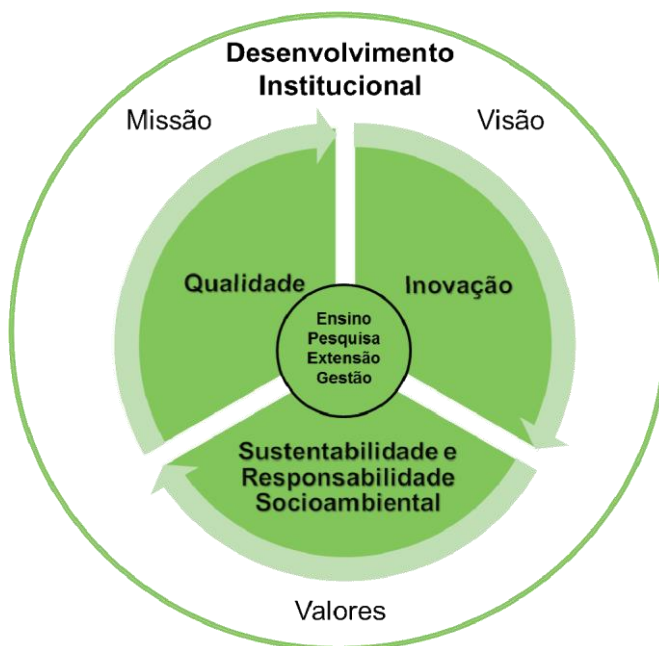 Desenvolvimento
Institucional
Missão
Visão
Qualidade
Inovação
Ensino
Pesquisa
Extensão
Gestão
Sustentabilidade e
Responsabilidade
Socioambiental
Valores